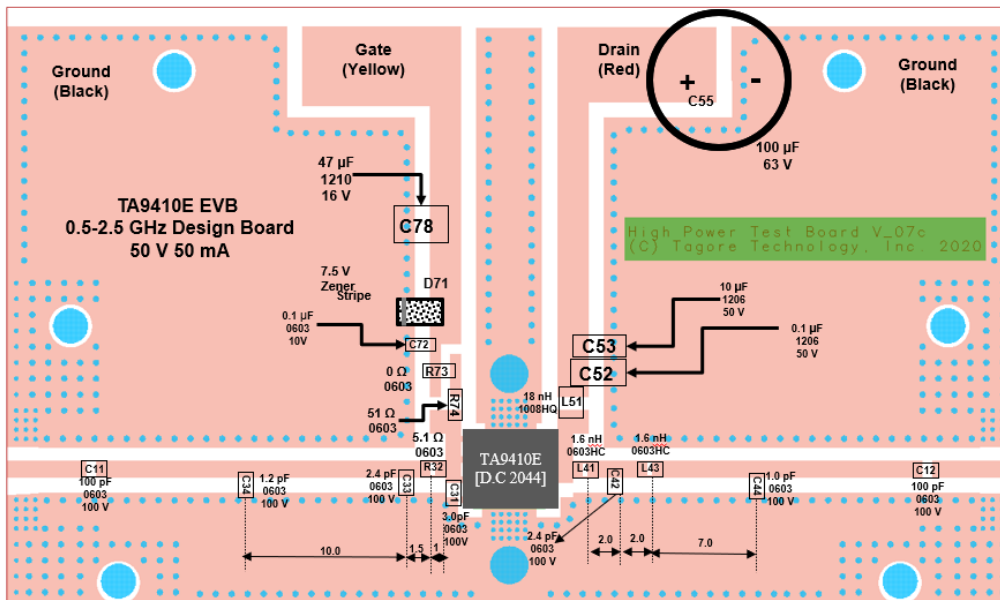 Ground
(Black)
Gate
(Yellow)
Drain
(Red)
+
-
C55
Ground
(Black)
100 µF
63 V
47 µF
1210
16 V
C78
TA9410E EVB
0.5-2.5 GHz Design Board
50 V 50 mA
High Power Test Board V_07c
(C) Tagore Technology, Inc. 2020
7.5 V
Zener
Stripe
D71
10 µF
1206
50 V
0.1 µF
0603
10V
C72
C53
0.1 µF
1206
50 V
C52
0 Ω
0603
R73
R74
18 nH
1008HQ
L51
51 Ω
0603
5.1 Ω
0603
R32
TA9410E
[D.C 2044]
1.6 nH
0603HC
L41
1.6 nH
0603HC
L43
C11
100 pF
0603
100 V
C34
1.2 pF
0603
100 V
2.4 pF
0603
100 V
C33
C31
3.0pF
0603
100V
C42
2.4 pF
0603
100 V
C44
1.0 pF
0603
100 V
C12
100 pF
0603
100 V
10.0
1.5
1
2.0
2.0
7.0